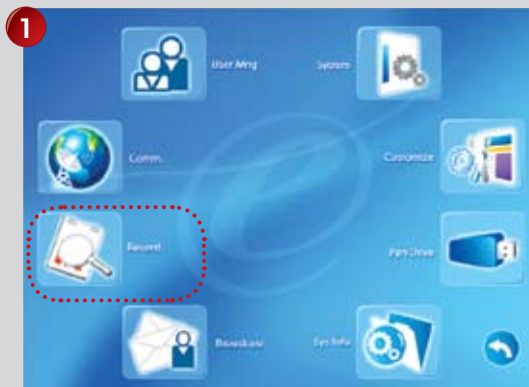 1
User Mng
System
Comm.
Customize
Record
Pen Drive
Broadcast
Sys Info